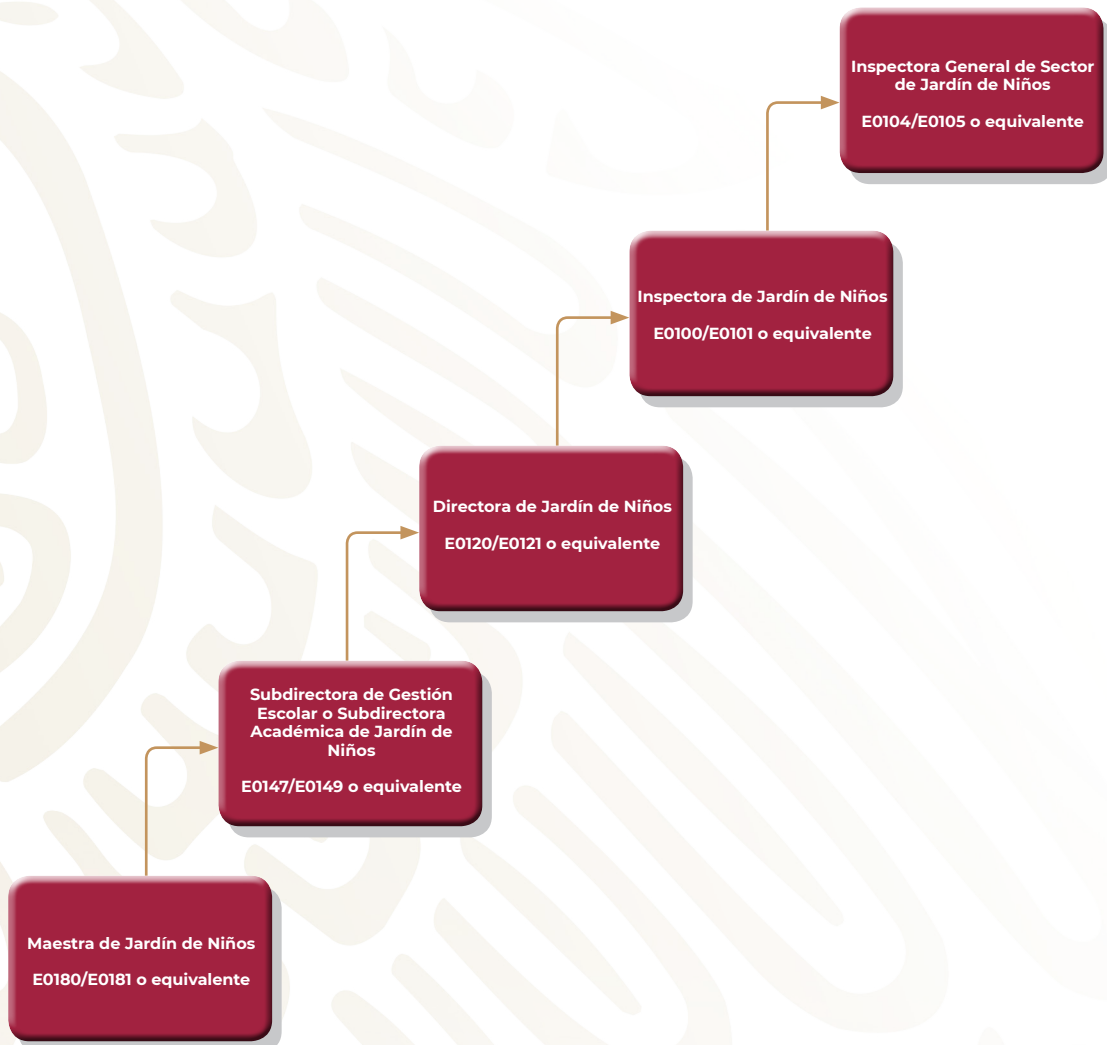 Inspectora General de Sector
de Jardín de Niños
E0104/E0105 o equivalente
Inspectora de Jardín de Niños
E0100/E0101 o equivalente
Directora de Jardín de Niños
E0120/E0121 o equivalente
Subdirectora de Gestión
Escolar o Subdirectora
Académica de Jardín de
Niños
E0147/E0149 o equivalente
Maestra de Jardín de Niños
E0180/E0181 o equivalente